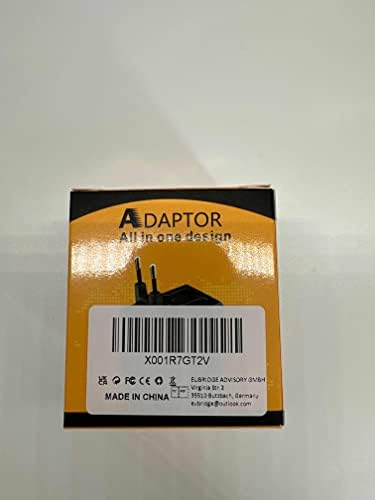 ADAPTOR
All in one design
X001R7GT2V
EUBRIDGE ADVISORY GMBH
Virginia Str. 2
35510 Butzbach, Germany
eubridge@outlook.com
MADE IN CHINA